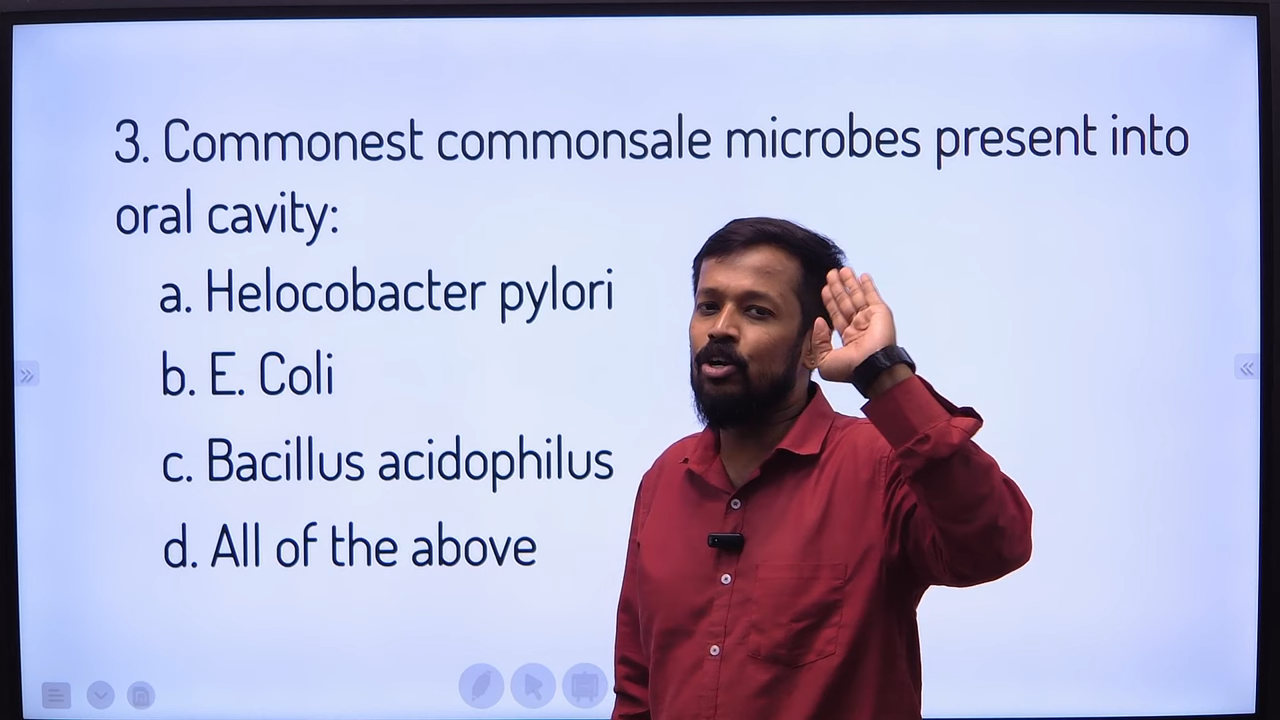 3. Commonest commonsale microbes present into
oral cavity:
a. Helocobacter pylori
b. E. Coli
c. Bacillus acidophilus
d. All of the above